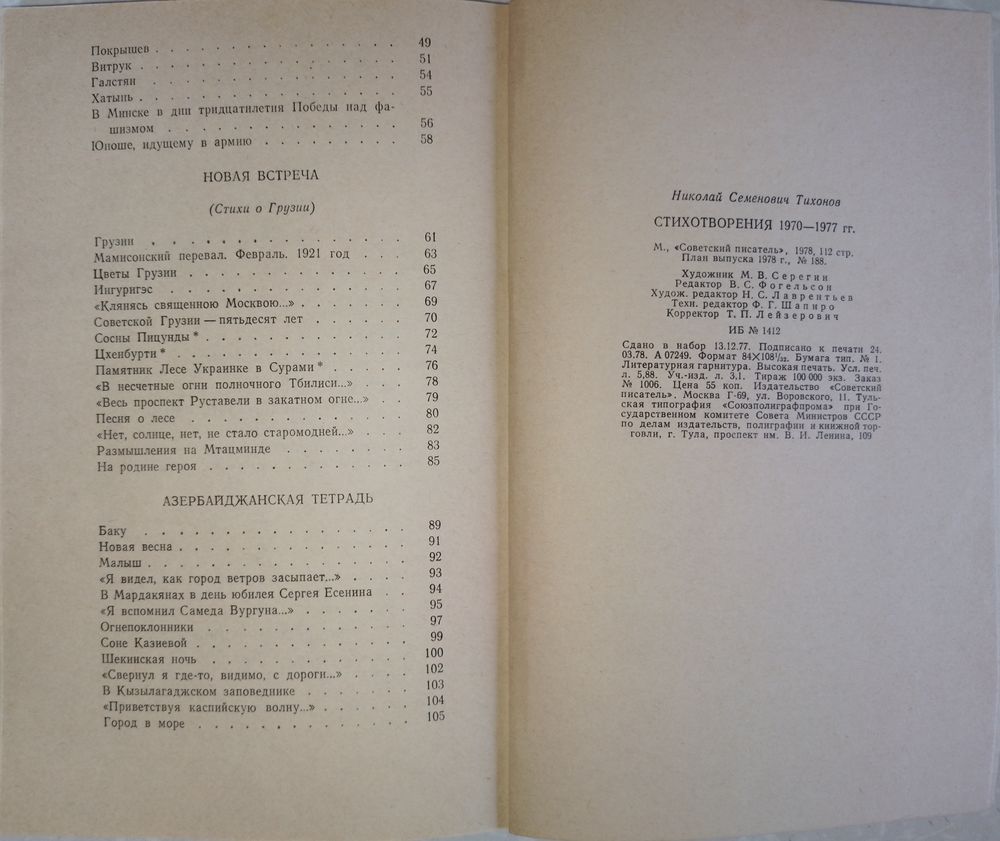 Покрышев . . . . . . . . . . . . . . . 49
Витрук . . . . . . . . . . . . . . . . 51
Галстян . . . . . . . . . . . . . . . 54
Хатынь . . . . . . . . . . . . . . . . 55
В Минске в дни тридцатилетия Победы над фа-
шизмом . . . . . . . . . . . . . . 56
Юноше, идущему в армию . . . . . . . . . 58
НОВАЯ ВСТРЕЧА
(Стихи о Грузии)
Грузии . . . . . . . . . . . . . . . 61
Мамисонский перевал. Февраль. 1921 год . . . 63
Цветы Грузии . . . . . . . . . . . . . 65
Ингуригэс . . . . . . . . . . . . . . 67
«Клянясь священною Москвою...» . . . . . . . 69
Советской Грузии — пятьдесят лет . . . . . . 70
Сосны Пицунды * . . . . . . . . . . . . 72
Цхенбурти * . . . . . . . . . . . . . . 74
Памятник Лесе Украинке в Сурами * . . . . . 76
«В несчетные огни полночного Тбилиси...» . . . 78
«Весь проспект Руставели в закатном огне...» . . 79
Песня о лесе . . . . . . . . . . . . . 80
«Нет, солнце, нет, не стало старомодней...» . . . 82
Размышления на Мтацминде . . . . . . . . 83
На родине героя . . . . . . . . . . . . 85
АЗЕРБАЙДЖАНСКАЯ ТЕТРАДЬ
Баку . . . . . . . . . . . . . . . . 89
Новая весна . . . . . . . . . . . . . . 91
Малыш . . . . . . . . . . . . . . . . 92
«Я видел, как город ветров засыпает...» . . . . 93
В Мардакянах в день юбилея Сергея Есенина . . 94
«Я вспомнил Самеда Вургуна...» . . . . . . . 95
Огнепоклонники . . . . . . . . . . . . 97
Соне Казиевой . . . . . . . . . . . . . 99
Шекинская ночь . . . . . . . . . . . . 100
«Свернул я где-то, видимо, с дороги...» . . . . 102
В Кызылагаджском заповеднике . . . . . . . 103
«Приветствуя каспийскую волну...» . . . . . . 104
Город в море . . . . . . . . . . . . . 105
Николай Семенович Тихонов
СТИХОТВОРЕНИЯ 1970—1977 гг.
М., «Советский писатель», 1978, 112 стр.
План выпуска 1978 г., № 188.
Художник М. В. Серегин
Редактор В. С. Фогельсон
Худож. редактор Н. С. Лаврентьев
Техн. редактор Ф. Г. Шапиро
Корректор Т. П. Лейзерович
ИБ № 1412
Сдано в набор 13.12.77. Подписано к печати 24.
03.78. А 07249. Формат 84×108¹/₃₂. Бумага тип. № 1.
Литературная гарнитура. Высокая печать. Усл. печ.
л. 5,88. Уч.-изд. л. 3,1. Тираж 100 000 экз. Заказ
№ 1006. Цена 55 коп. Издательство «Советский
писатель». Москва Г-69, ул. Воровского, 11. Туль-
ская типография «Союзполиграфпрома» при Го-
сударственном комитете Совета Министров СССР
по делам издательств, полиграфии и книжной тор-
говли, г. Тула, проспект им. В. И. Ленина, 109